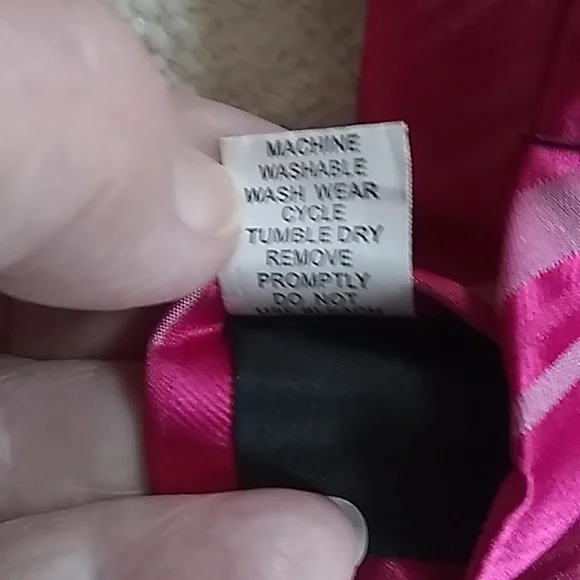 MACHINE
WASHABLE
WASH WEAR
CYCLE
TUMBLE DRY
REMOVE
PROMPTLY
DO NOT